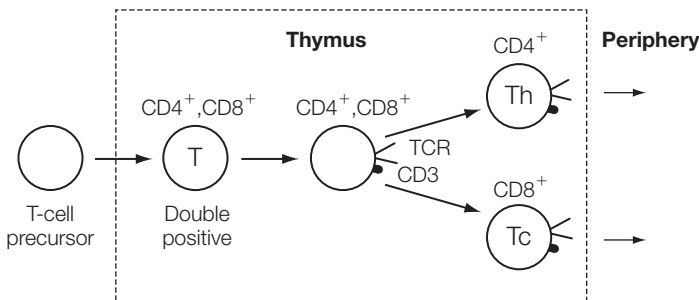 Thymus
Periphery
CD4⁺
Th
CD4⁺,CD8⁺
CD4⁺,CD8⁺
T
TCR
CD3
T-cell
precursor
Double
positive
CD8⁺
Tc